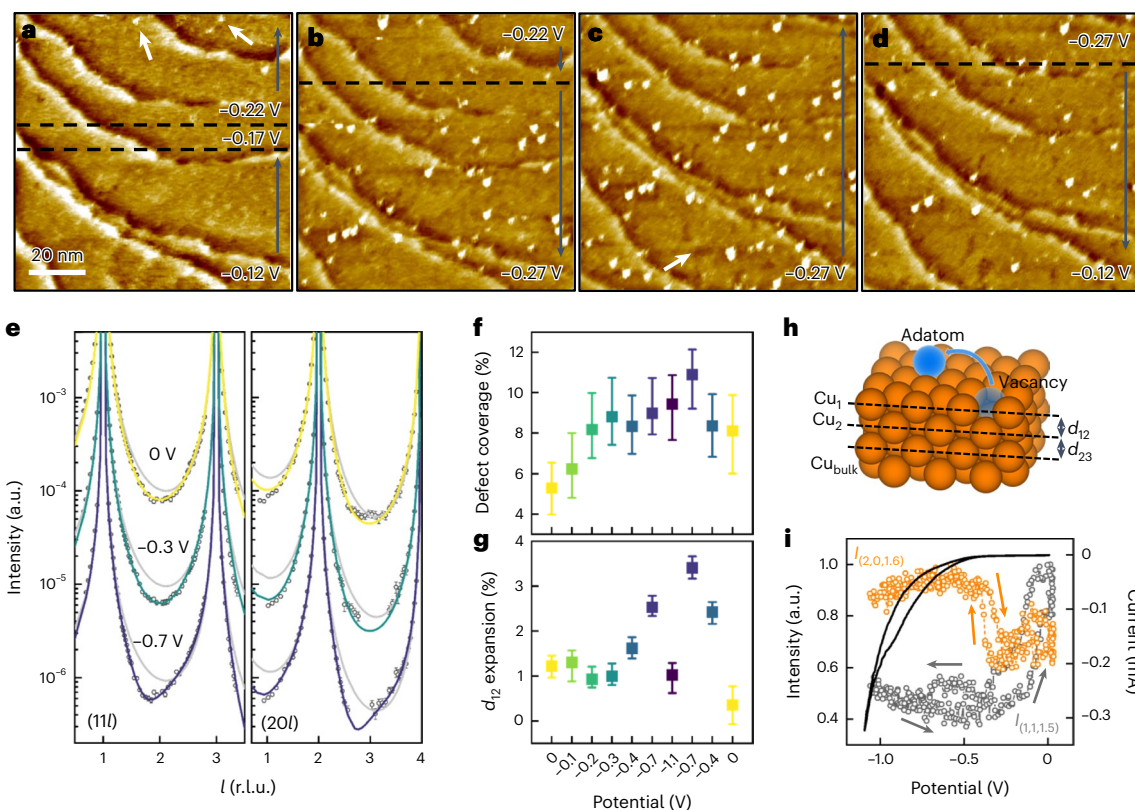 a
−0.22 V
−0.17 V
20 nm
−0.12 V
b
−0.22 V
−0.27 V
c
−0.27 V
d
−0.27 V
−0.12 V
e
Intensity (a.u.)
10⁻³
10⁻⁴
10⁻⁵
10⁻⁶
0 V
−0.3 V
−0.7 V
(11l)
(20l)
1 2 3 1 2 3 4
l (r.l.u.)
f
Defect coverage (%)
12
10
8
6
4
g
d₁₂ expansion (%)
4
3
2
1
0
0 −0.1 −0.2 −0.3 −0.4 −0.7 −1.1 −0.7 −0.4 0
Potential (V)
h
Adatom
Vacancy
Cu₁
Cu₂
Cu_bulk
d₁₂
d₂₃
i
Intensity (a.u.)
1.0
0.8
0.6
0.4
I₍₂,₀,₁.₆₎
I₍₁,₁,₁.₅₎
0
−0.1
−0.2
−0.3
Current (mA)
−1.0 −0.5 0
Potential (V)